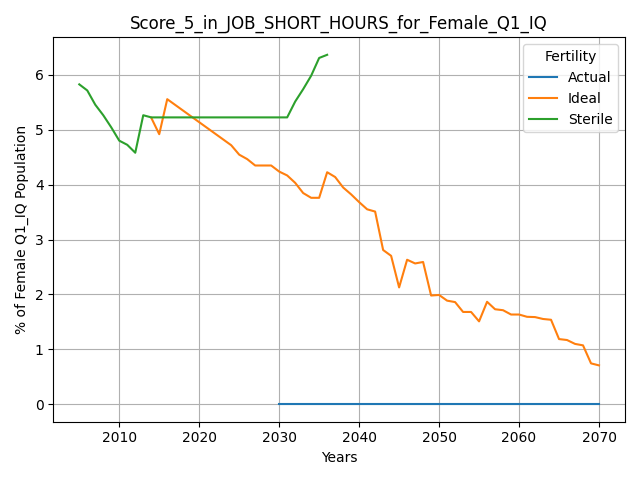 Score_5_in_JOB_SHORT_HOURS_for_Female_Q1_IQ
Fertility
Actual
Ideal
Sterile
% of Female Q1_IQ Population
6
5
4
3
2
1
0
2010 2020 2030 2040 2050 2060 2070
Years